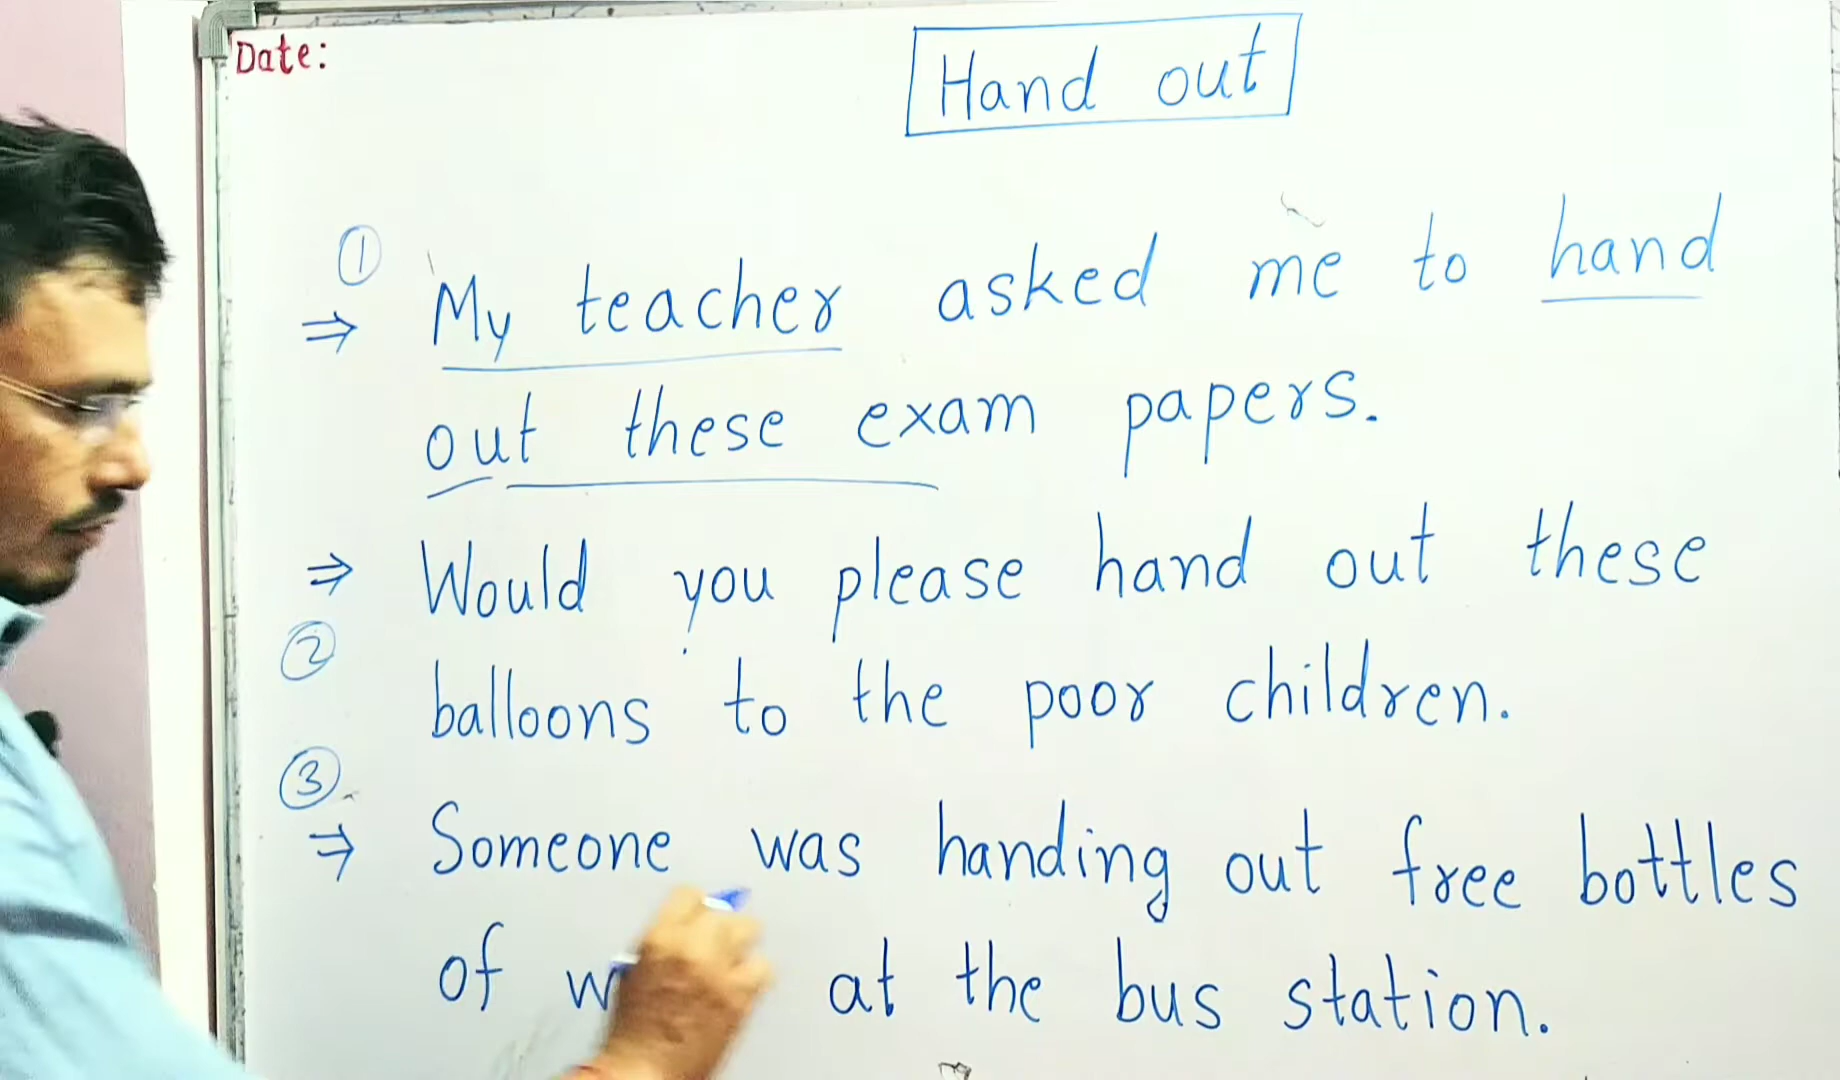 Date:
Hand out
① My teacher asked me to hand
out these exam papers.
⇒ Would you please hand out these
② balloons to the poor children.
③.
⇒ Someone was handing out free bottles
of at the bus station.